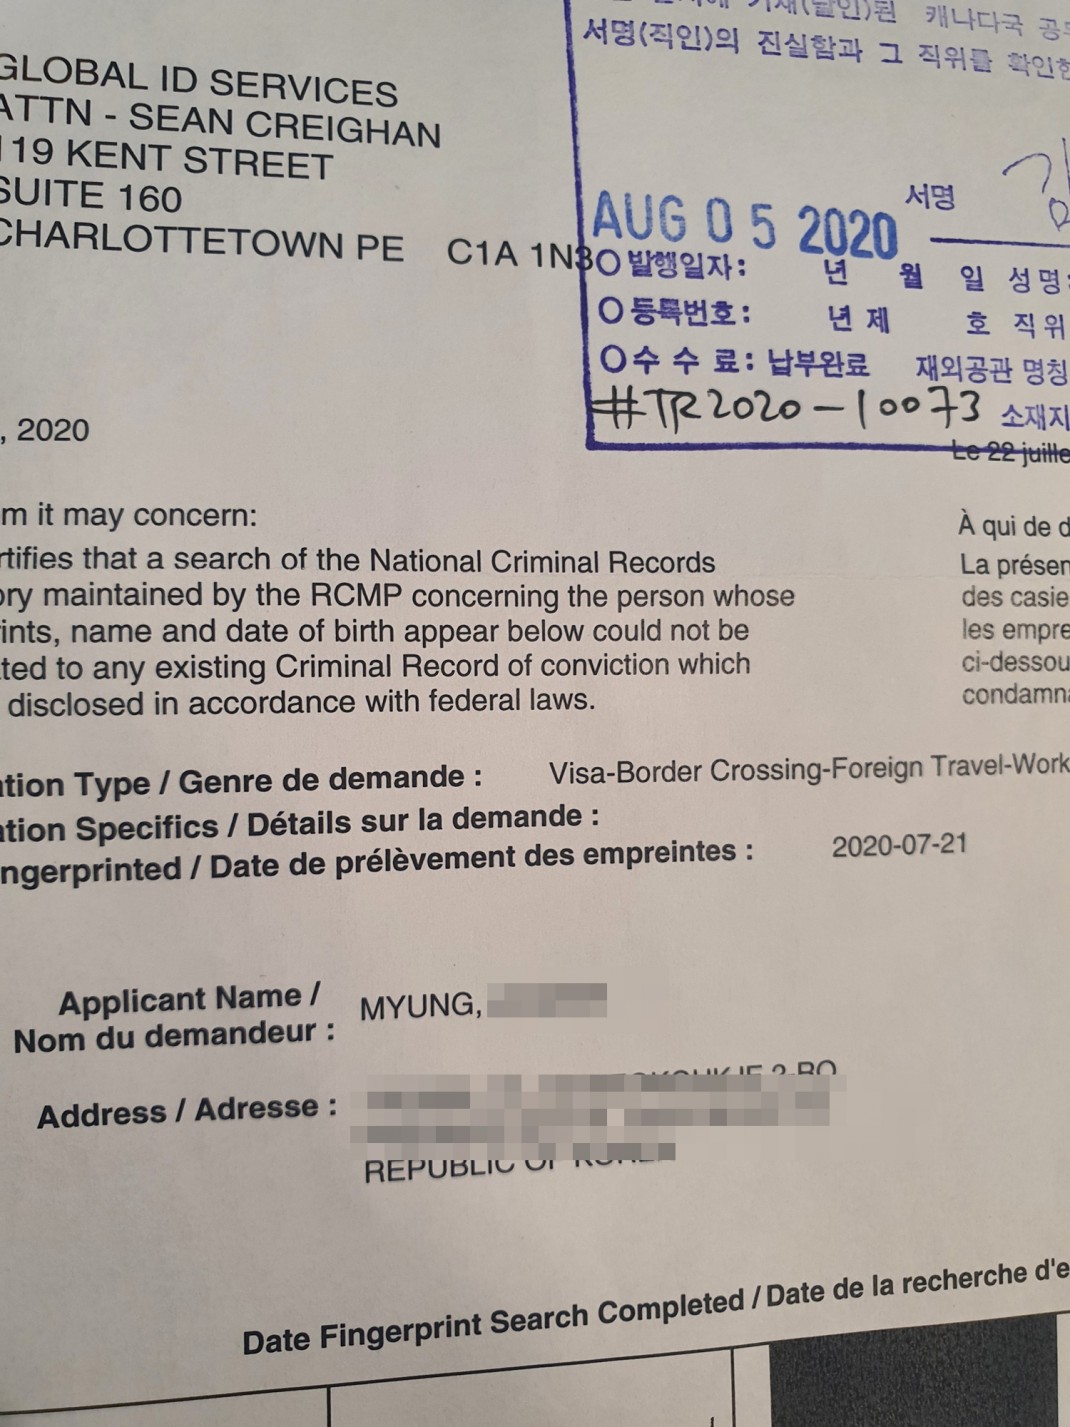 서명(직인)의 진실함과 그 직위를 확인
GLOBAL ID SERVICES
ATTN - SEAN CREIGHAN
119 KENT STREET
SUITE 160
CHARLOTTETOWN PE C1A 1N3
서명
AUG 05 2020
○ 발행일자: 년 월 일 성명:
○ 등록번호: 년 제 호 직위
○ 수 수 료: 납부완료 재외공관 명칭
#TR2020-10073 소재지
, 2020
Le 22 juille
m it may concern:
À qui de d
rtifies that a search of the National Criminal Records
La présen
ory maintained by the RCMP concerning the person whose
des casie
ints, name and date of birth appear below could not be
les empre
ted to any existing Criminal Record of conviction which
ci-dessou
disclosed in accordance with federal laws.
condamna
ation Type / Genre de demande : Visa-Border Crossing-Foreign Travel-Work
ation Specifics / Détails sur la demande :
ngerprinted / Date de prélèvement des empreintes : 2020-07-21
Applicant Name /
Nom du demandeur : MYUNG,
Address / Adresse :
REPUBLIC OF KOREA
Date Fingerprint Search Completed / Date de la recherche d'e